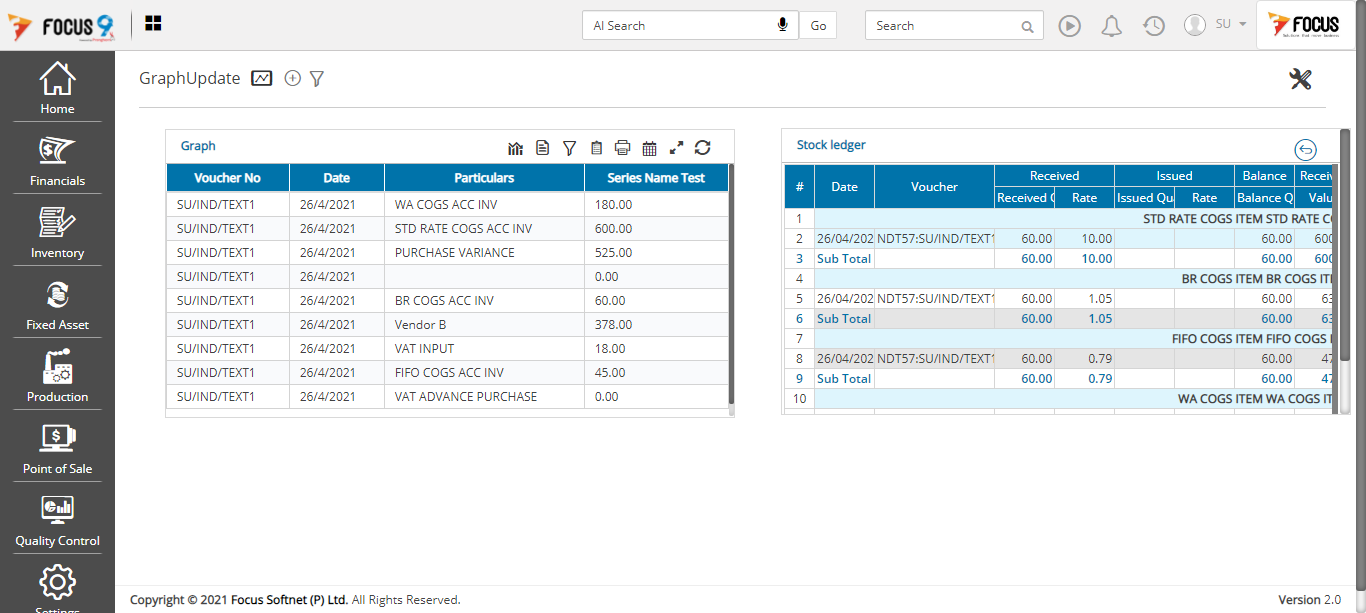 FOCUS 9
AI Search
Go
Search
SU
FOCUS
Home
Financials
Inventory
Fixed Asset
Production
Point of Sale
Quality Control
Settings
GraphUpdate
Graph
Voucher No Date Particulars Series Name Test
SU/IND/TEXT1 26/4/2021 WA COGS ACC INV 180.00
SU/IND/TEXT1 26/4/2021 STD RATE COGS ACC INV 600.00
SU/IND/TEXT1 26/4/2021 PURCHASE VARIANCE 525.00
SU/IND/TEXT1 26/4/2021 0.00
SU/IND/TEXT1 26/4/2021 BR COGS ACC INV 60.00
SU/IND/TEXT1 26/4/2021 Vendor B 378.00
SU/IND/TEXT1 26/4/2021 VAT INPUT 18.00
SU/IND/TEXT1 26/4/2021 FIFO COGS ACC INV 45.00
SU/IND/TEXT1 26/4/2021 VAT ADVANCE PURCHASE 0.00
Stock ledger
Received Issued Balance Receiv
# Date Voucher Received Q Rate Issued Qu Rate Balance Q Valu
1 STD RATE COGS ITEM STD RATE CO
2 26/04/202 NDT57:SU/IND/TEXT1 60.00 10.00 60.00 600
3 Sub Total 60.00 10.00 60.00 600
4 BR COGS ITEM BR COGS ITE
5 26/04/202 NDT57:SU/IND/TEXT1 60.00 1.05 60.00 63
6 Sub Total 60.00 1.05 60.00 63
7 FIFO COGS ITEM FIFO COGS I
8 26/04/202 NDT57:SU/IND/TEXT1 60.00 0.79 60.00 47
9 Sub Total 60.00 0.79 60.00 47
10 WA COGS ITEM WA COGS IT
Copyright © 2021 Focus Softnet (P) Ltd. All Rights Reserved.
Version 2.0